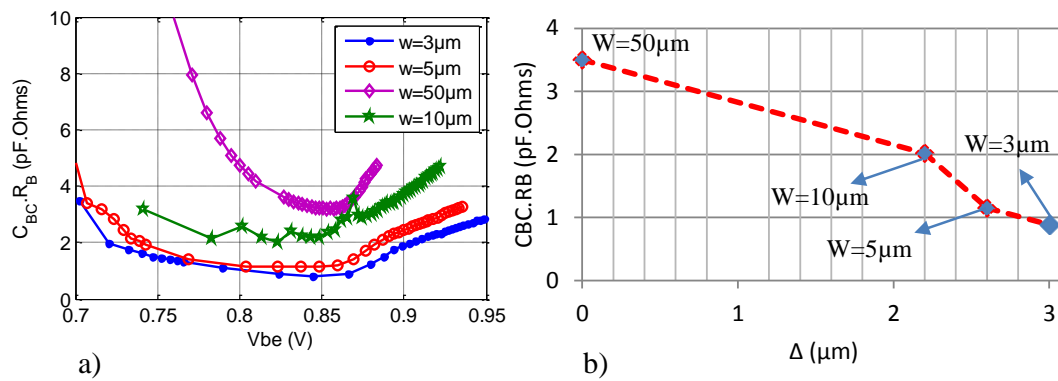 10
8
6
4
2
0
C_BC.R_B (pF.Ohms)
0.7
0.75
0.8
0.85
0.9
0.95
Vbe (V)
w=3µm
w=5µm
w=50µm
w=10µm
a)
4
3
2
1
0
CBC.RB (pF.Ohms)
0
1
2
3
Δ (µm)
W=50µm
W=3µm
W=10µm
W=5µm
b)